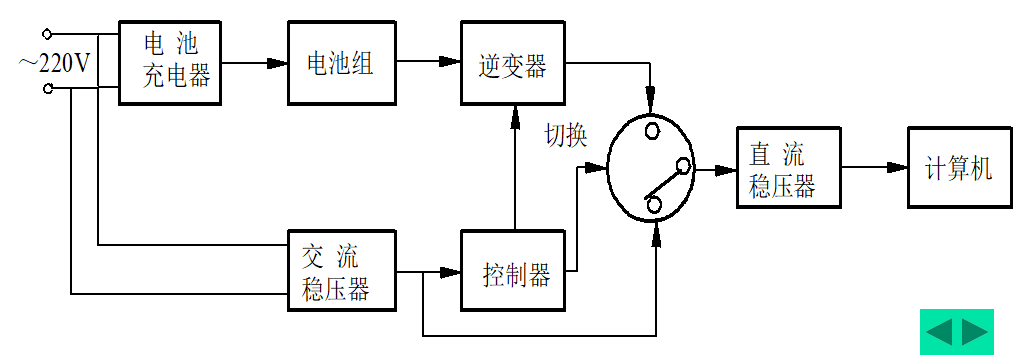 电 池
充电器
～220V
电池组
逆变器
切换
直 流
稳压器
计算机
交 流
稳压器
控制器